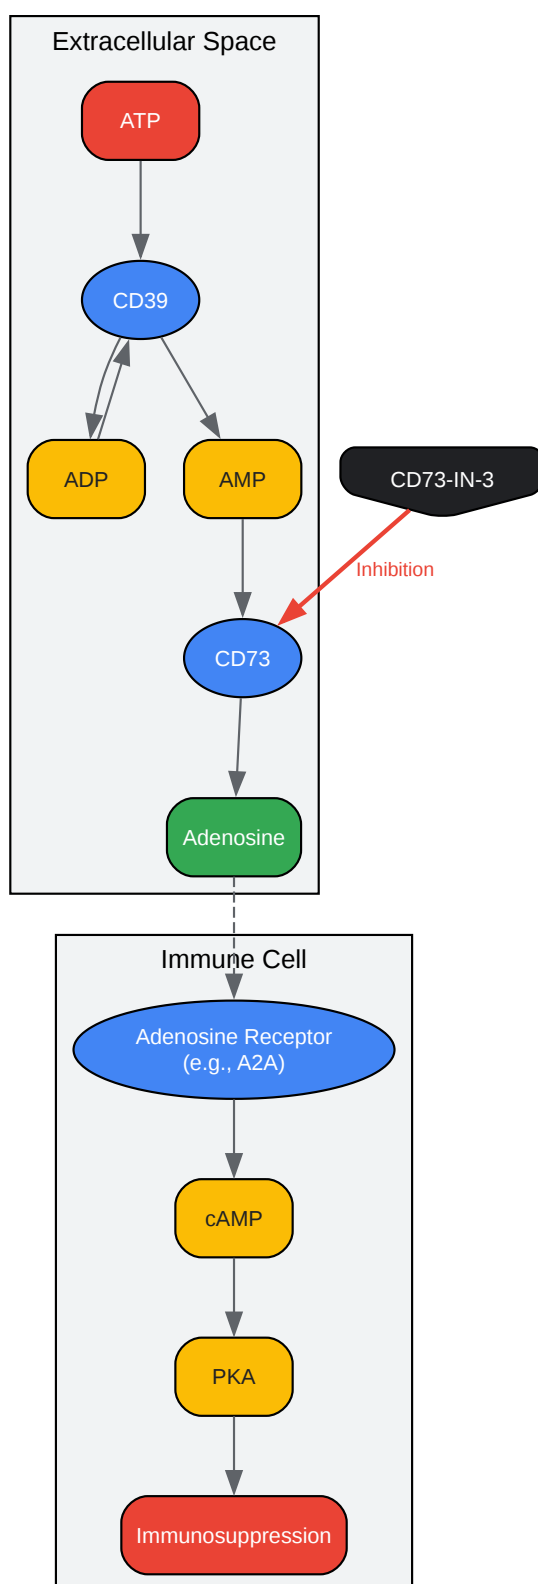 Extracellular Space
ATP
CD39
ADP
AMP
CD73-IN-3
Inhibition
CD73
Adenosine
Immune Cell
Adenosine Receptor
(e.g., A2A)
cAMP
PKA
Immunosuppression